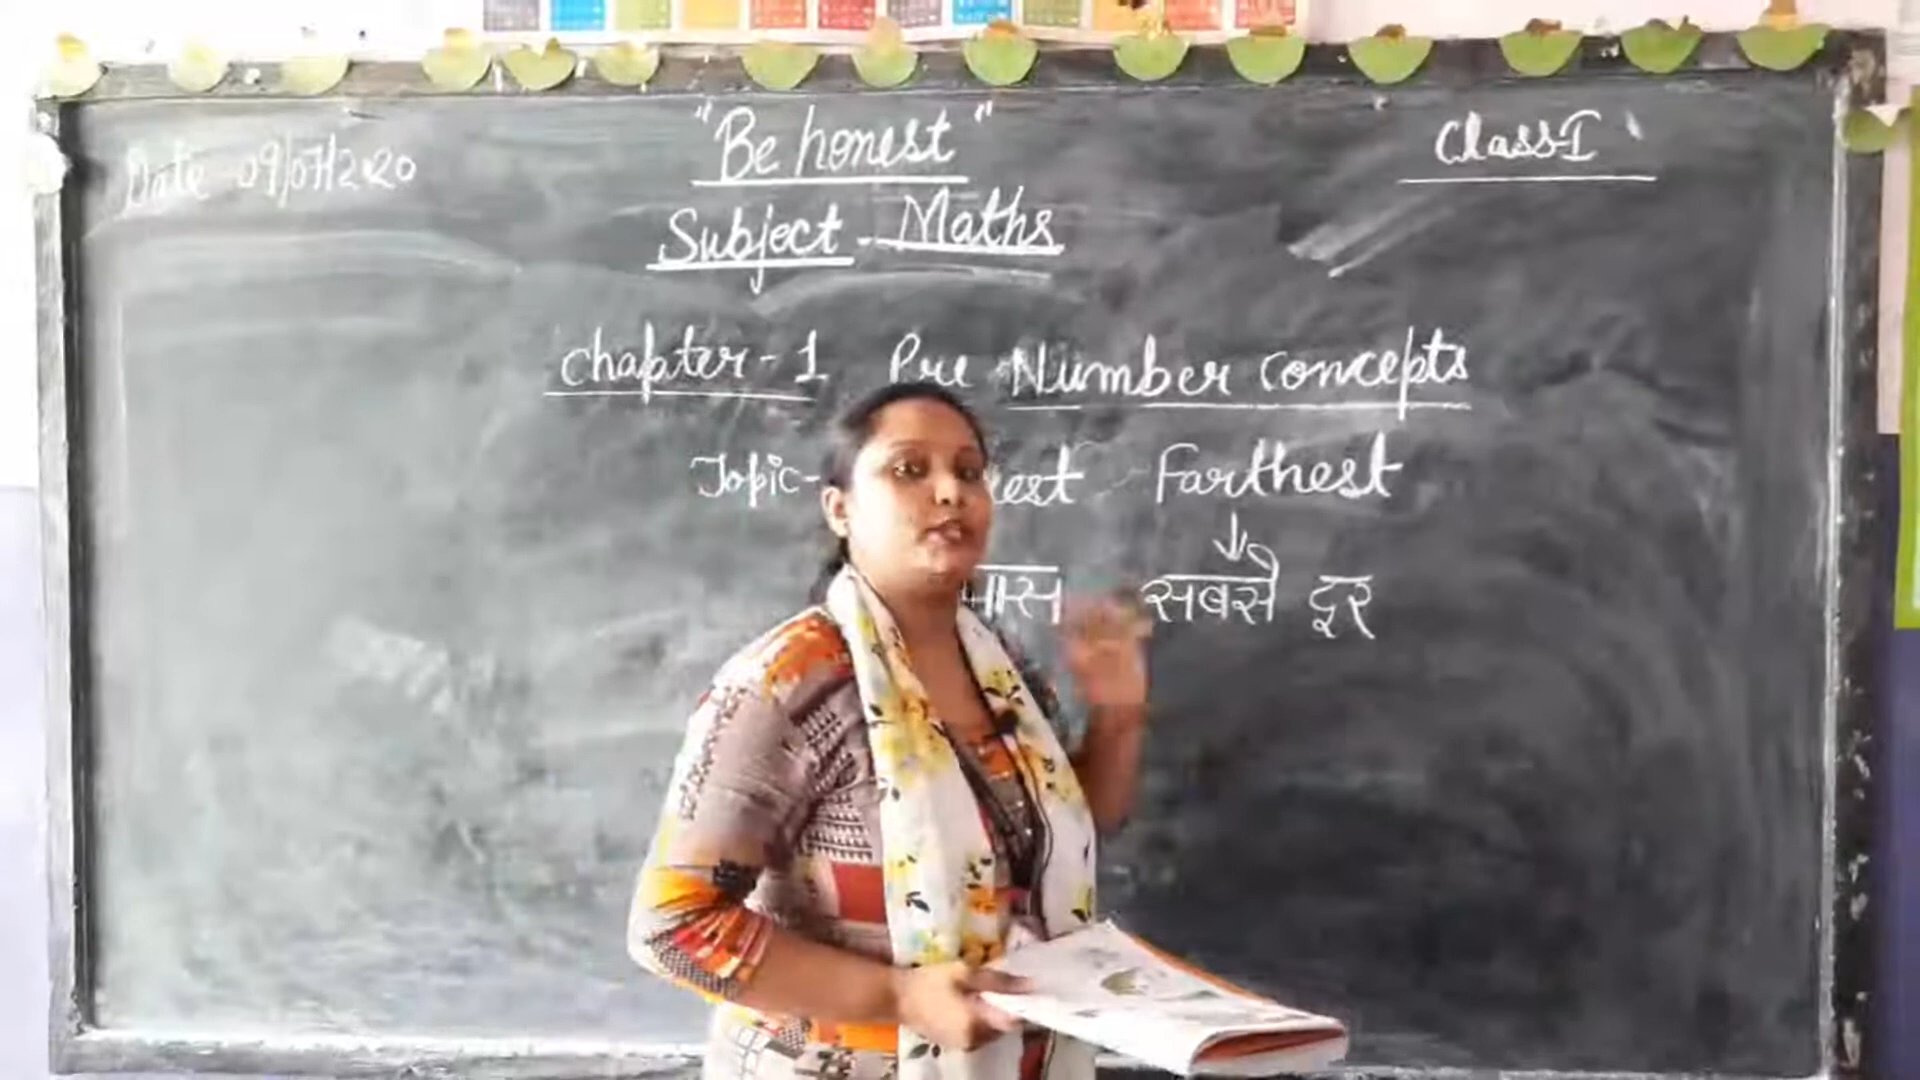 Date - 09/07/2020
"Be honest"
Class-I
Subject - Maths
Chapter - 1 Pre Number concepts
Topic- Farthest
सबसे दूर